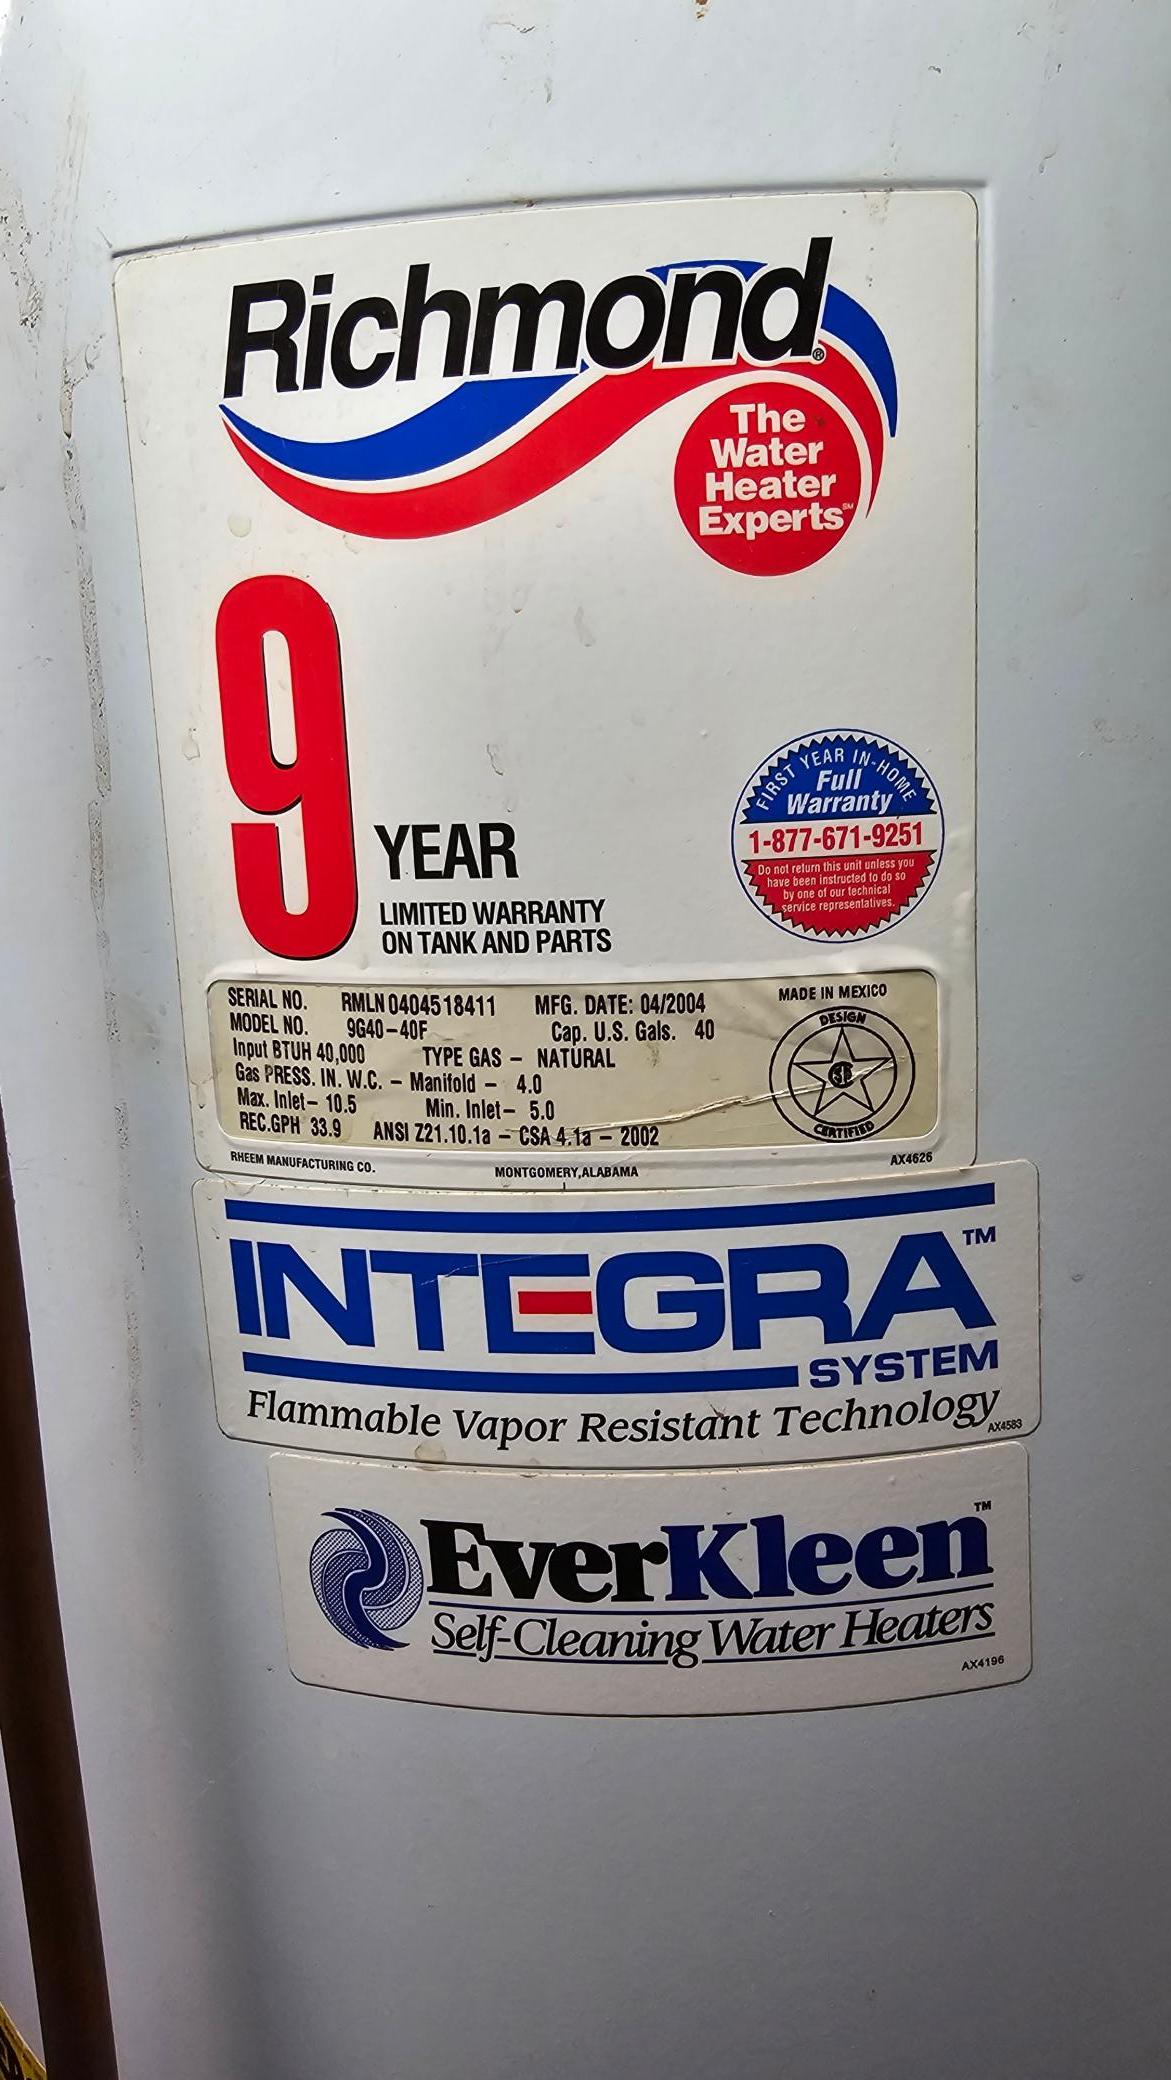 Richmond®
The
Water
Heater
Experts℠
9
YEAR
LIMITED WARRANTY
ON TANK AND PARTS
FIRST YEAR IN-HOME
Full
Warranty
1-877-671-9251
Do not return this unit unless you
have been instructed to do so
by one of our technical
service representatives.
SERIAL NO. RMLN0404518411 MFG. DATE: 04/2004
MODEL NO. 9G40-40F Cap. U.S. Gals. 40
Input BTUH 40,000 TYPE GAS - NATURAL
Gas PRESS. IN. W.C. - Manifold - 4.0
Max. Inlet- 10.5 Min. Inlet- 5.0
REC.GPH 33.9 ANSI Z21.10.1a - CSA 4.1a - 2002
MADE IN MEXICO
DESIGN
CERTIFIED
RHEEM MANUFACTURING CO. MONTGOMERY, ALABAMA AX4626
INTEGRA™
SYSTEM
Flammable Vapor Resistant Technology
AX4583
EverKleen™
Self-Cleaning Water Heaters
AX4196